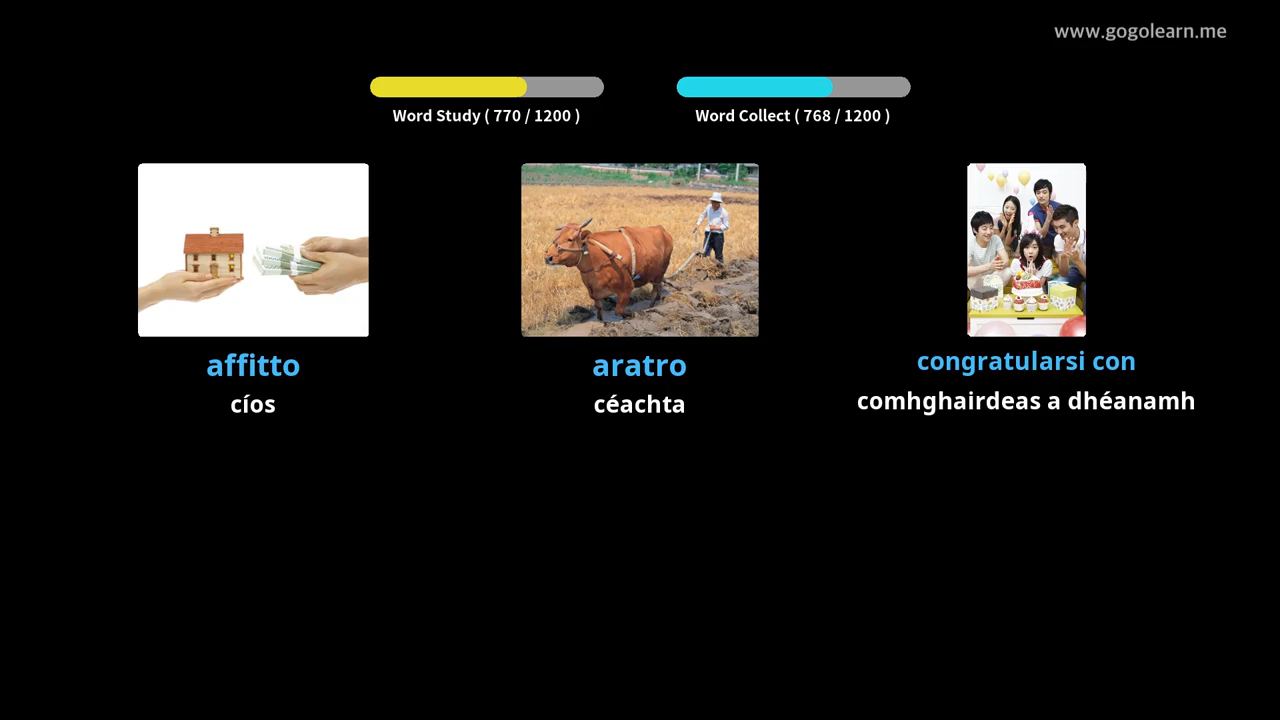 www.gogolearn.me
Word Study ( 770 / 1200 )
Word Collect ( 768 / 1200 )
affitto
cíos
aratro
céachta
congratularsi con
comhghairdeas a dhéanamh